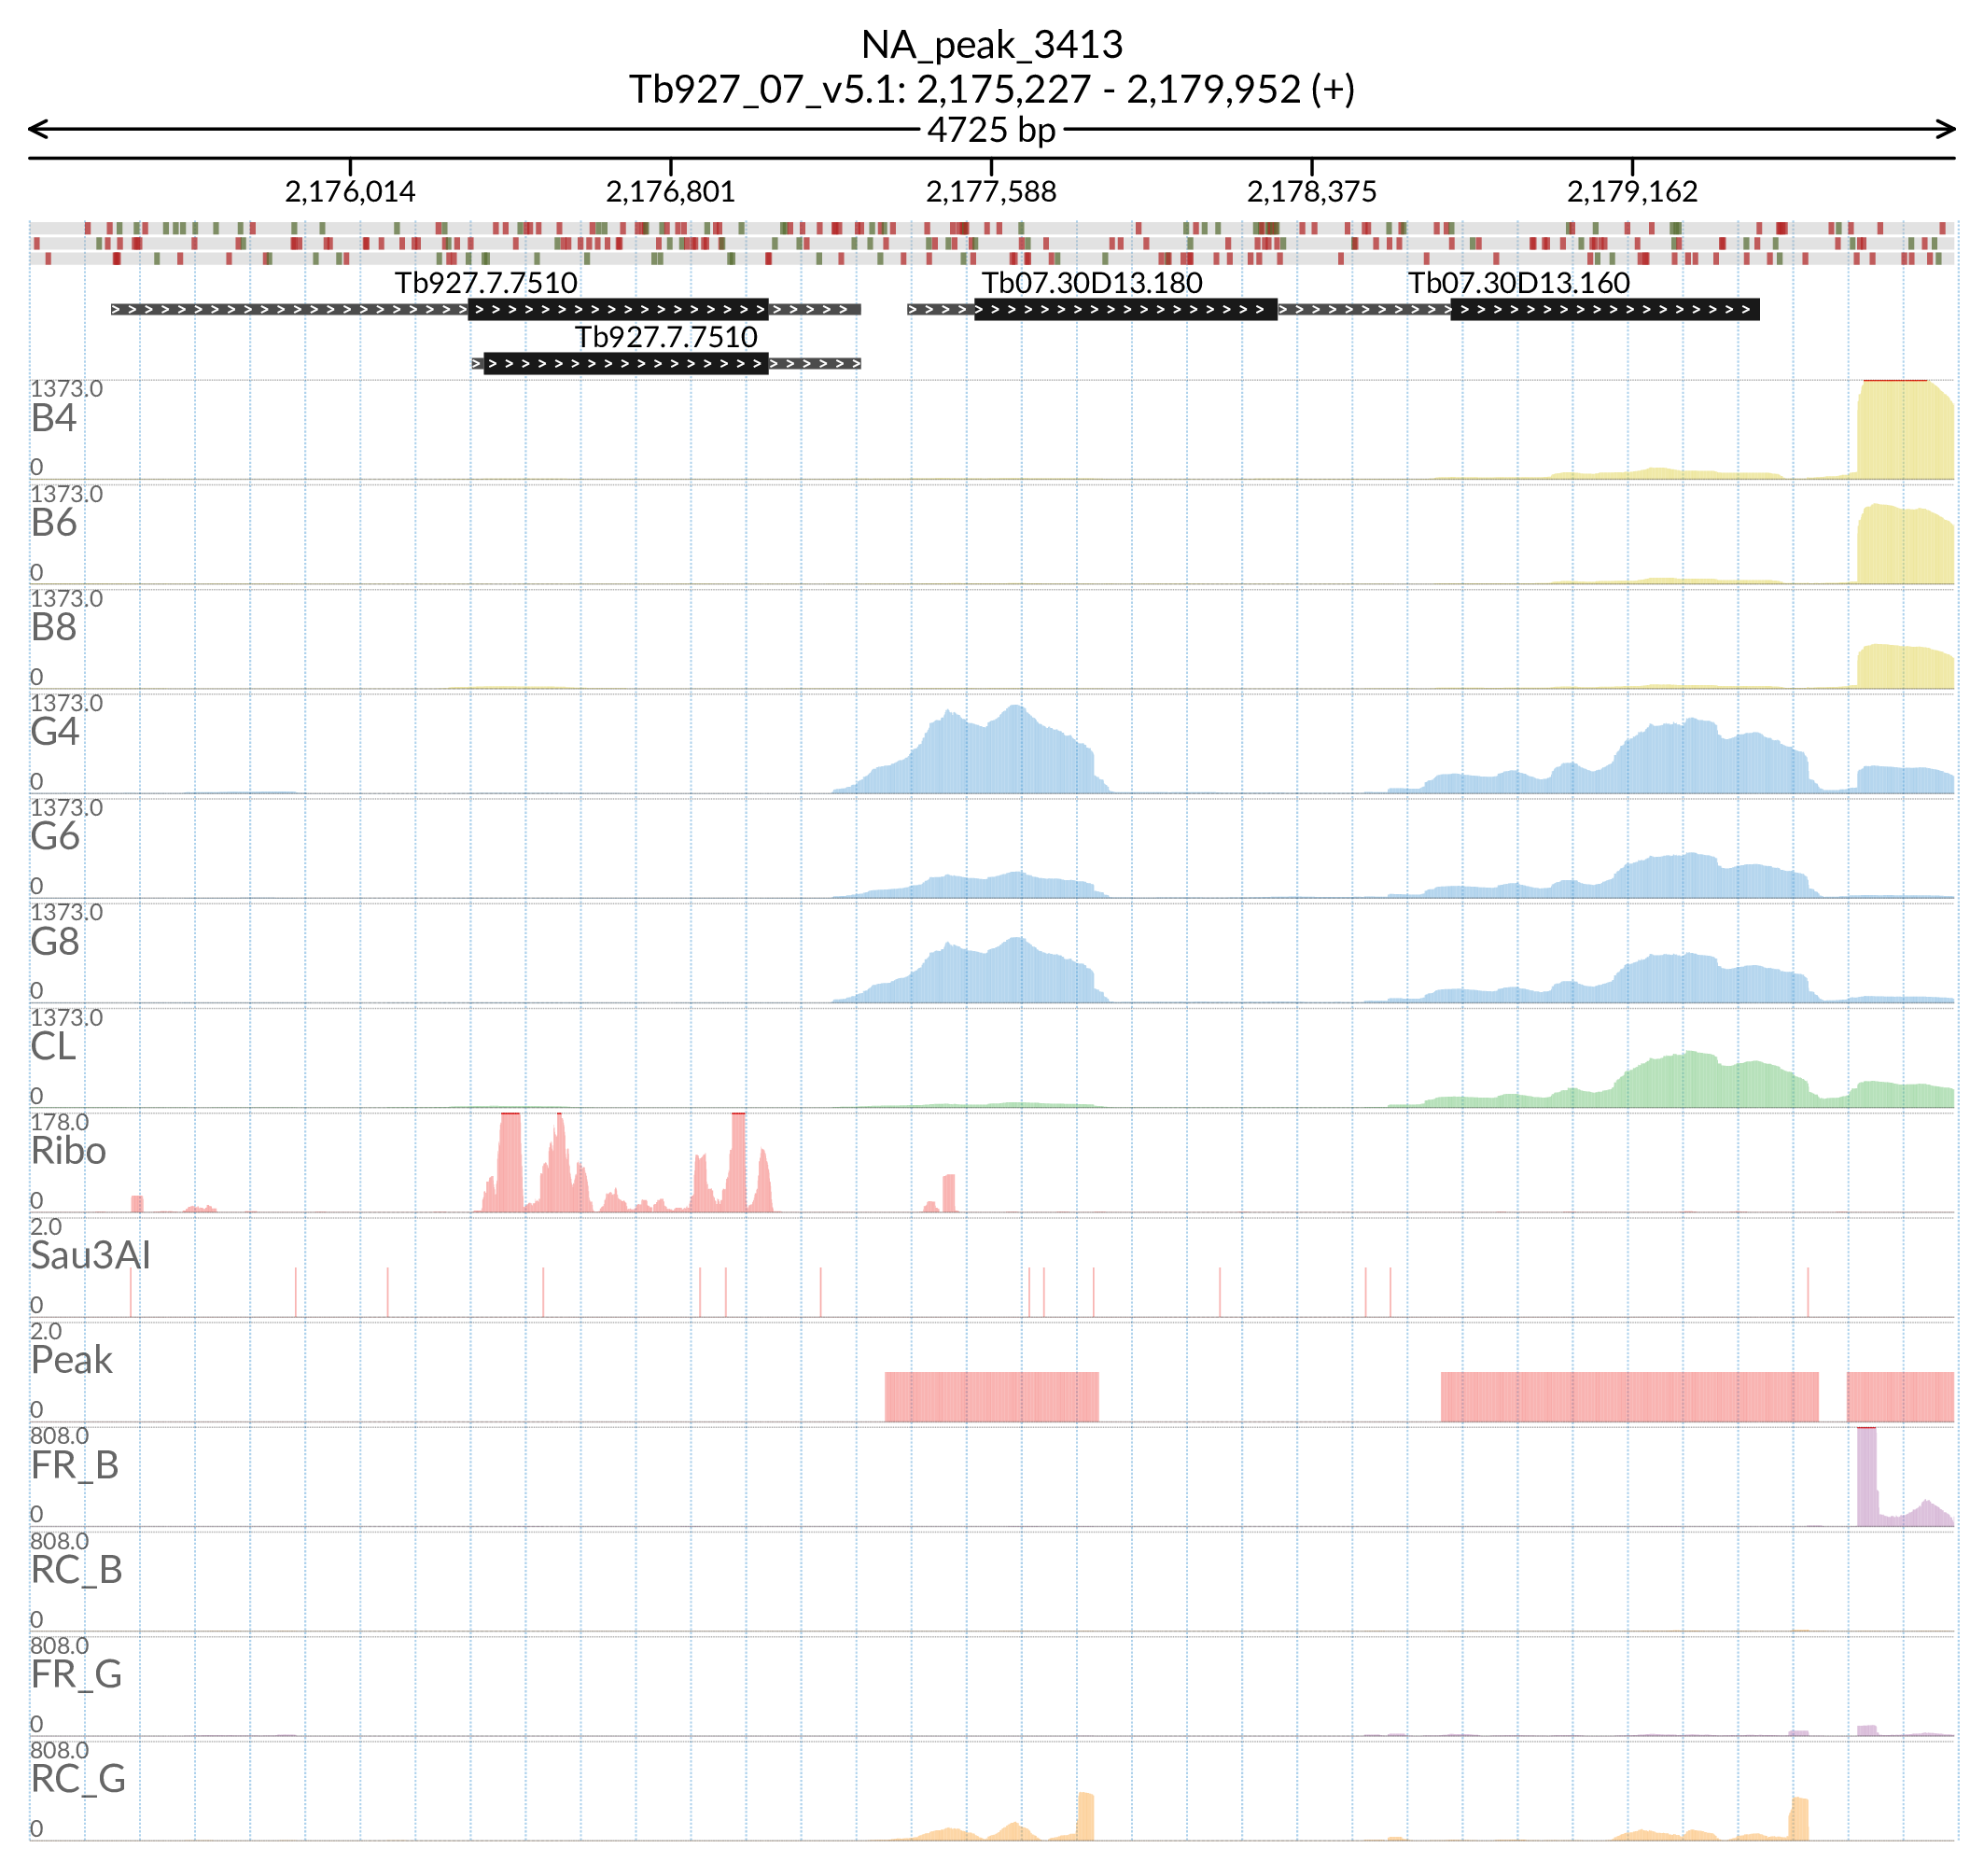 NA_peak_3413
Tb927_07_v5.1: 2,175,227 - 2,179,952 (+)
4725 bp
2,176,014 2,176,801 2,177,588 2,178,375 2,179,162
Tb927.7.7510 Tb07.30D13.180 Tb07.30D13.160
Tb927.7.7510
1373.0
B4
0
1373.0
B6
0
1373.0
B8
0
1373.0
G4
0
1373.0
G6
0
1373.0
G8
0
1373.0
CL
0
178.0
Ribo
0
2.0
Sau3AI
0
2.0
Peak
0
808.0
FR_B
0
808.0
RC_B
0
808.0
FR_G
0
808.0
RC_G
0